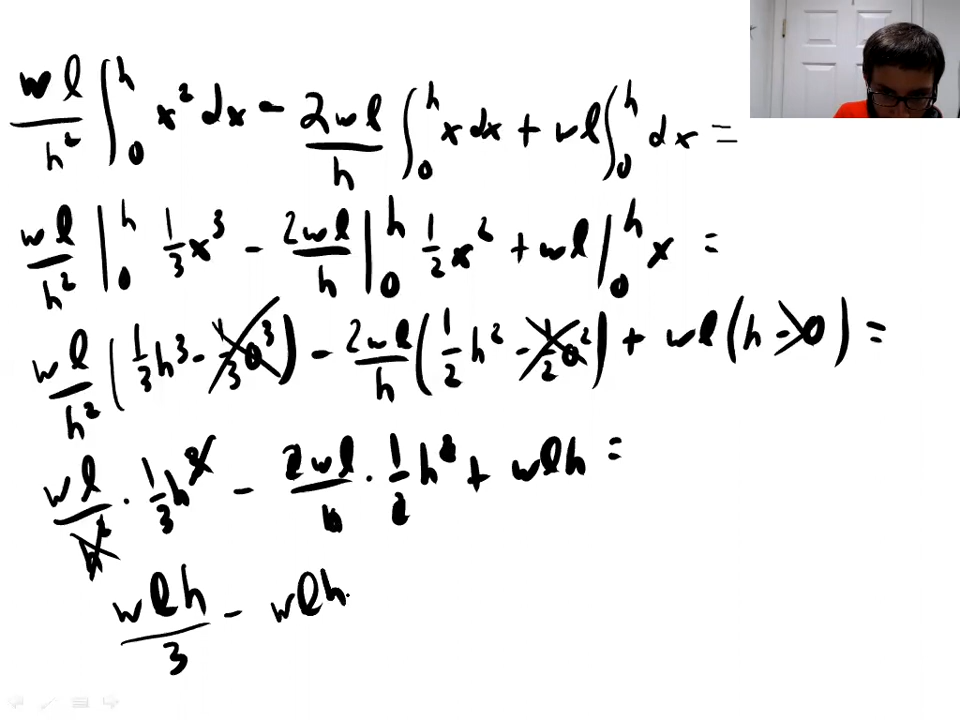 wl/h² ∫₀ʰ x² dx - 2wl/h ∫₀ʰ x dx + wl ∫₀ʰ dx =
wl/h² |₀ʰ 1/3 x³ - 2wl/h |₀ʰ 1/2 x² + wl |₀ʰ x =
wl/h² (1/3 h³ - 1/3 0³) - 2wl/h (1/2 h² - 1/2 0²) + wl (h - 0) =
wl/h² · 1/3 h³ - 2wl/h · 1/2 h² + wlh =
wlh/3 - wlh